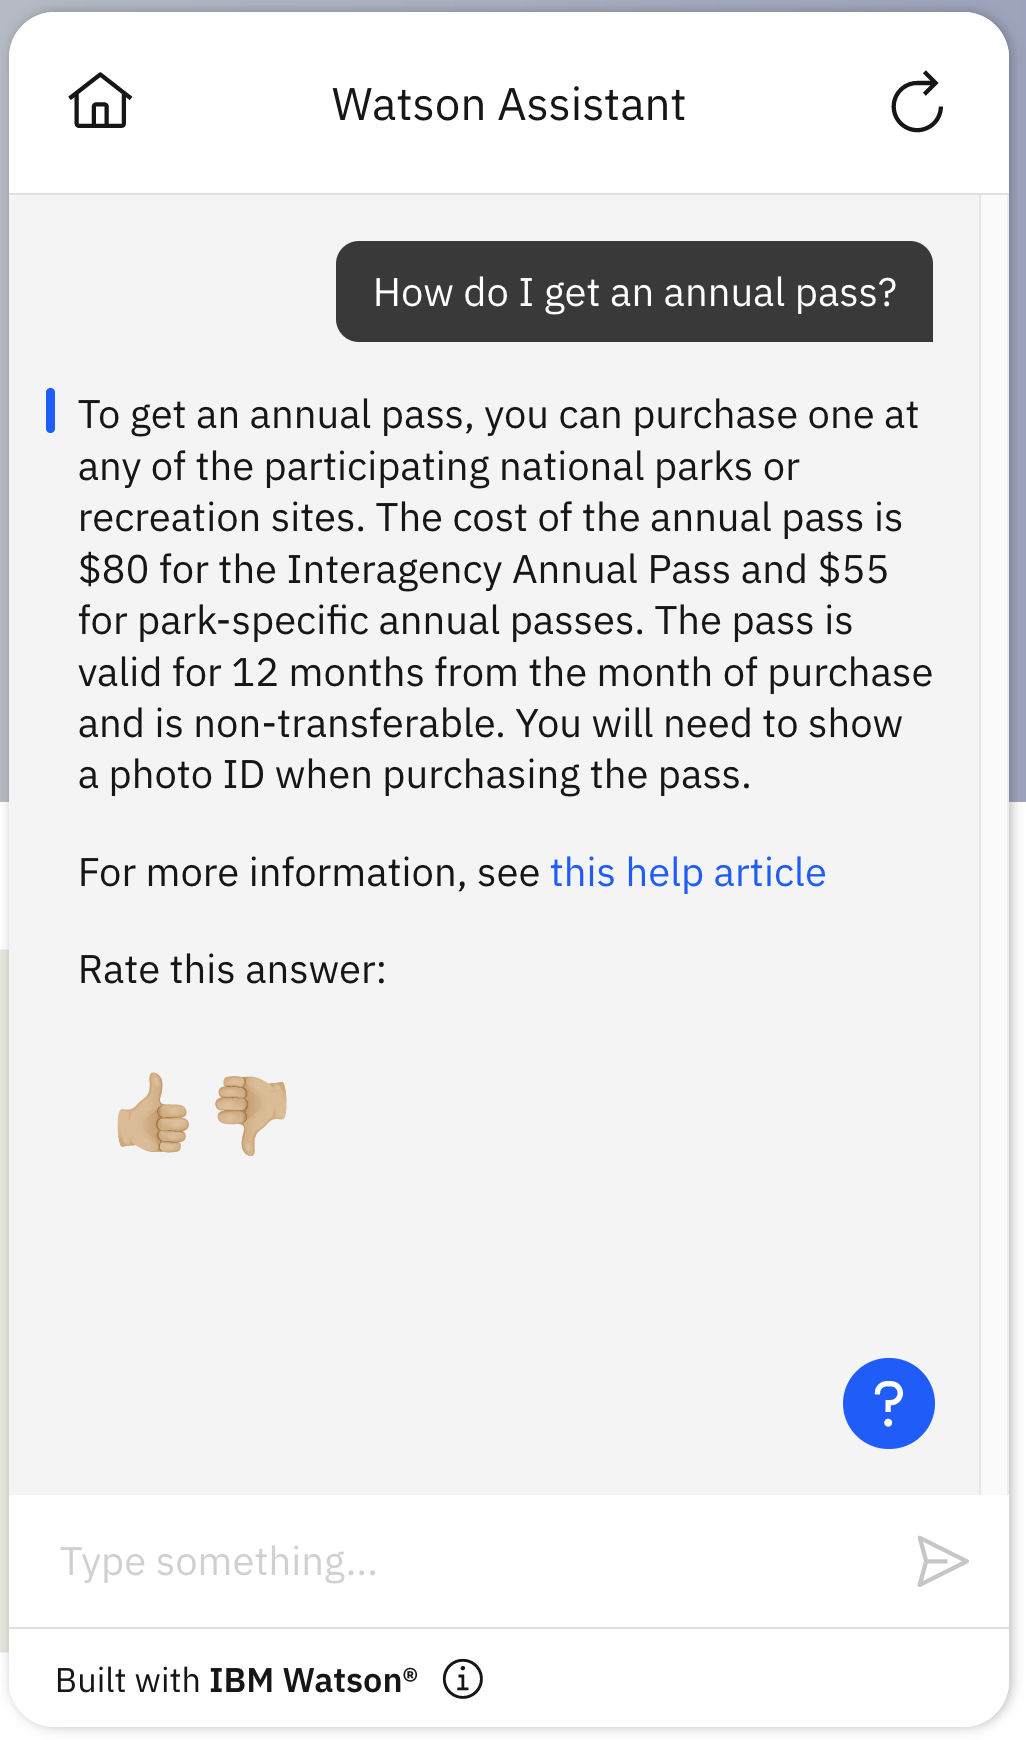 Watson Assistant
How do I get an annual pass?
To get an annual pass, you can purchase one at
any of the participating national parks or
recreation sites. The cost of the annual pass is
$80 for the Interagency Annual Pass and $55
for park-specific annual passes. The pass is
valid for 12 months from the month of purchase
and is non-transferable. You will need to show
a photo ID when purchasing the pass.
For more information, see this help article
Rate this answer:
?
Type something...
Built with IBM Watson®